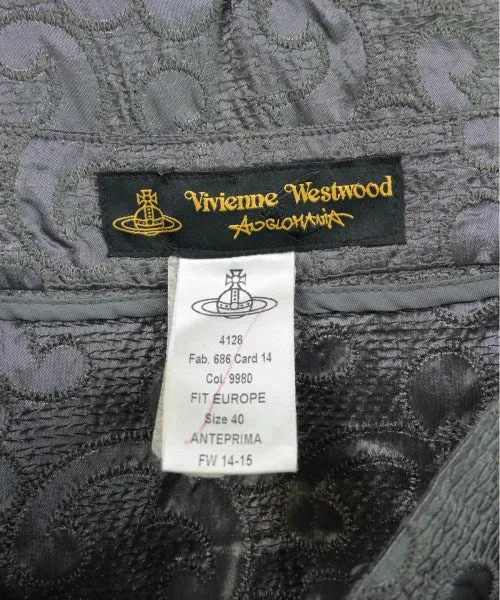 Vivienne Westwood
ANGLOMANIA
4128
Fab. 686 Card 14
Col. 9980
FIT EUROPE
Size 40
ANTEPRIMA
FW 14-15